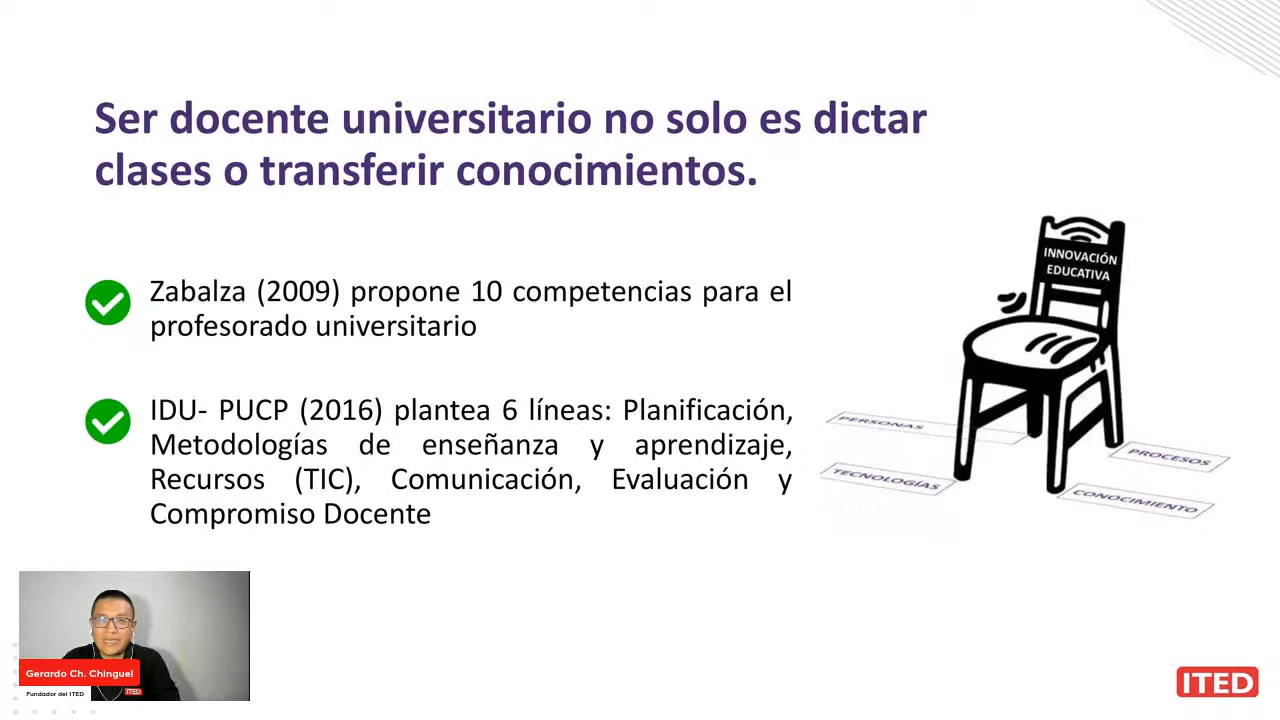 Ser docente universitario no solo es dictar
clases o transferir conocimientos.
Zabalza (2009) propone 10 competencias para el
profesorado universitario
IDU- PUCP (2016) plantea 6 líneas: Planificación,
Metodologías de enseñanza y aprendizaje,
Recursos (TIC), Comunicación, Evaluación y
Compromiso Docente
INNOVACIÓN
EDUCATIVA
PERSONAS
PROCESOS
TECNOLOGÍAS
CONOCIMIENTO
Gerardo Ch. Chinguel
Fundador del ITED
ITED
ITED